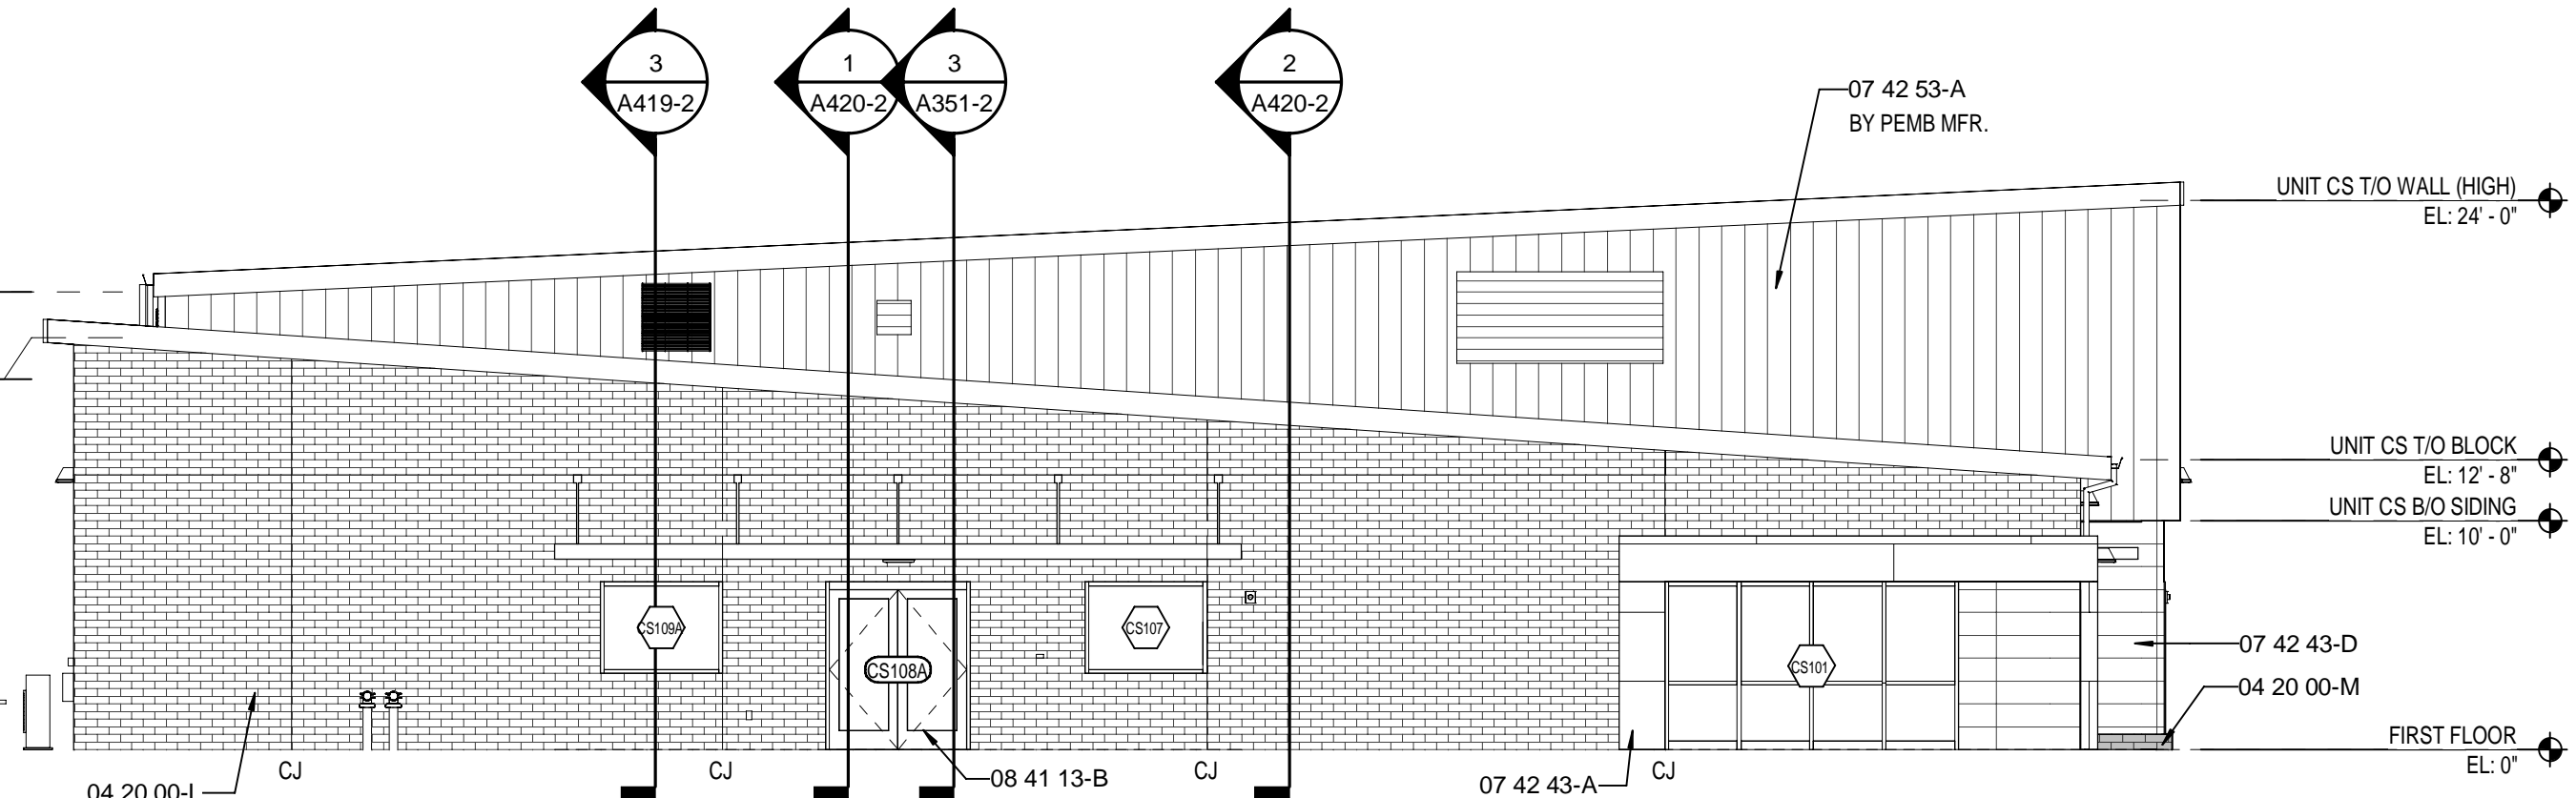 3
A419-2
1
A420-2
3
A351-2
2
A420-2
07 42 53-A
BY PEMB MFR.
UNIT CS T/O WALL (HIGH)
EL: 24' - 0"
UNIT CS T/O BLOCK
EL: 12' - 8"
UNIT CS B/O SIDING
EL: 10' - 0"
CS109A
CS107
CS108A
CS101
07 42 43-D
04 20 00-M
FIRST FLOOR
EL: 0"
CJ
CJ
CJ
CJ
08 41 13-B
07 42 43-A
04 20 00-